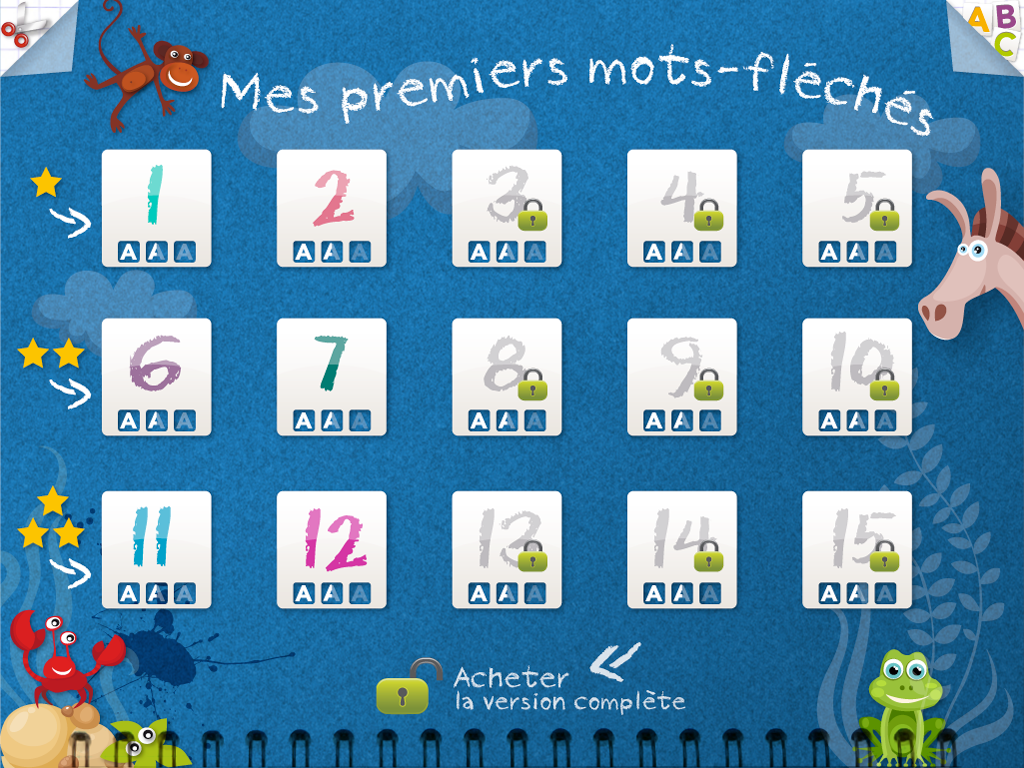 A B
C
Mes premiers mots-fléchés
1 2 3 4 5
A A A A A A A A A A A A A A A
6 7 8 9 10
A A A A A A A A A A A A A A A
11 12 13 14 15
A A A A A A A A A A A A A A A
Acheter
la version complète